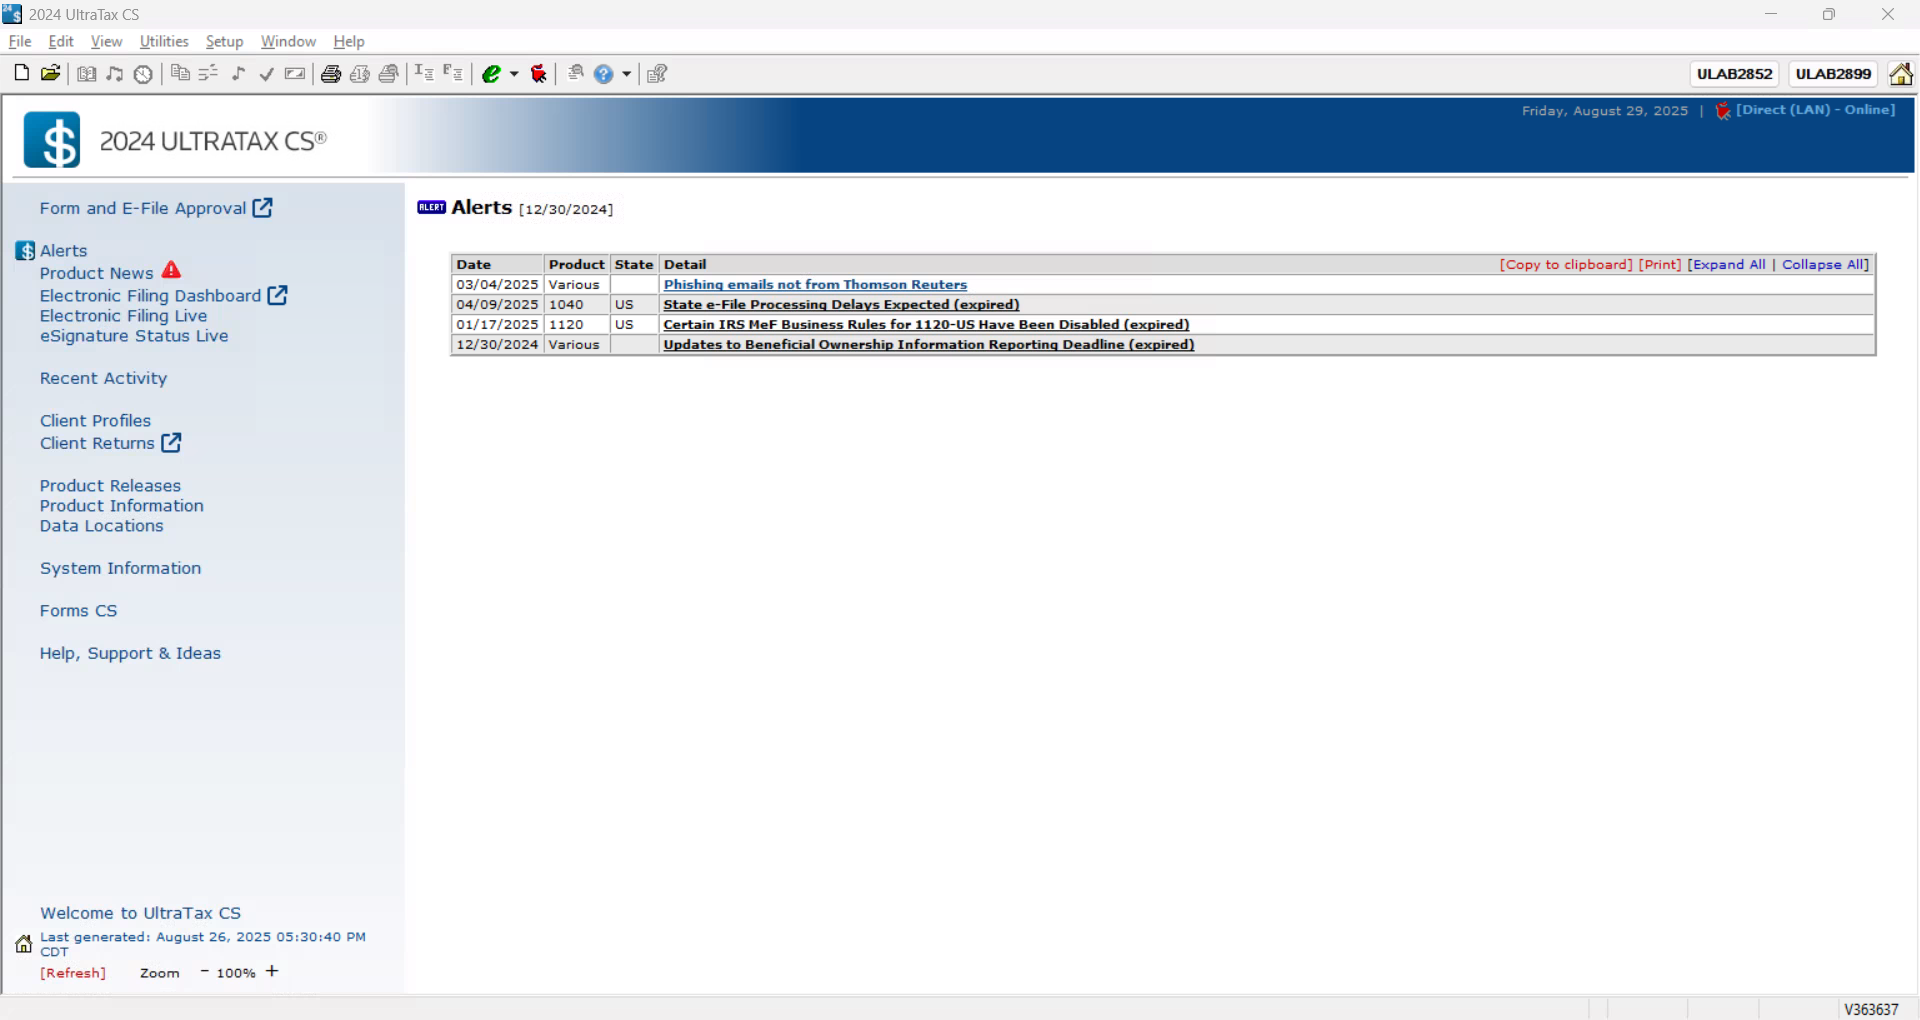 2024 UltraTax CS
File Edit View Utilities Setup Window Help
ULAB2852 ULAB2899
Friday, August 29, 2025 | [Direct (LAN) - Online]
2024 ULTRATAX CS®
Form and E-File Approval
Alerts
Product News
Electronic Filing Dashboard
Electronic Filing Live
eSignature Status Live
Recent Activity
Client Profiles
Client Returns
Product Releases
Product Information
Data Locations
System Information
Forms CS
Help, Support & Ideas
Welcome to UltraTax CS
Last generated: August 26, 2025 05:30:40 PM
CDT
[Refresh] Zoom - 100% +
ALERT Alerts [12/30/2024]
Date Product State Detail [Copy to clipboard] [Print] [Expand All | Collapse All]
03/04/2025 Various Phishing emails not from Thomson Reuters
04/09/2025 1040 US State e-File Processing Delays Expected (expired)
01/17/2025 1120 US Certain IRS MeF Business Rules for 1120-US Have Been Disabled (expired)
12/30/2024 Various Updates to Beneficial Ownership Information Reporting Deadline (expired)
V363637